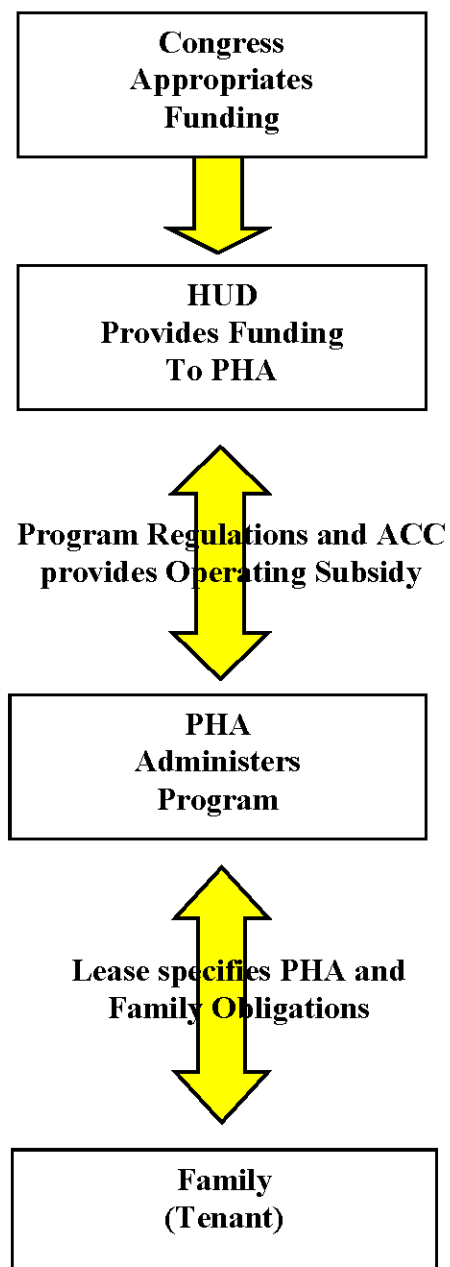 Congress
Appropriates
Funding
HUD
Provides Funding
To PHA
Program Regulations and ACC
provides Operating Subsidy
PHA
Administers
Program
Lease specifies PHA and
Family Obligations
Family
(Tenant)